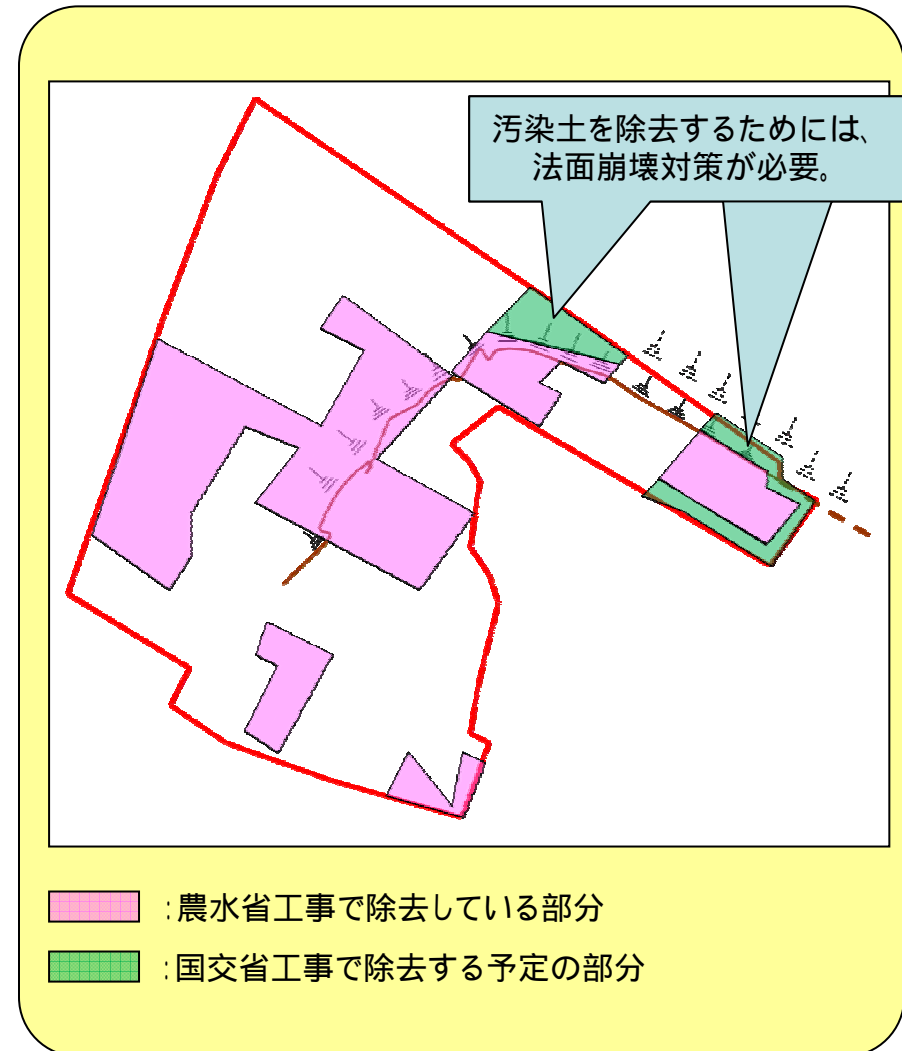 汚染土を除去するためには、
法面崩壊対策が必要。
:農水省工事で除去している部分
:国交省工事で除去する予定の部分